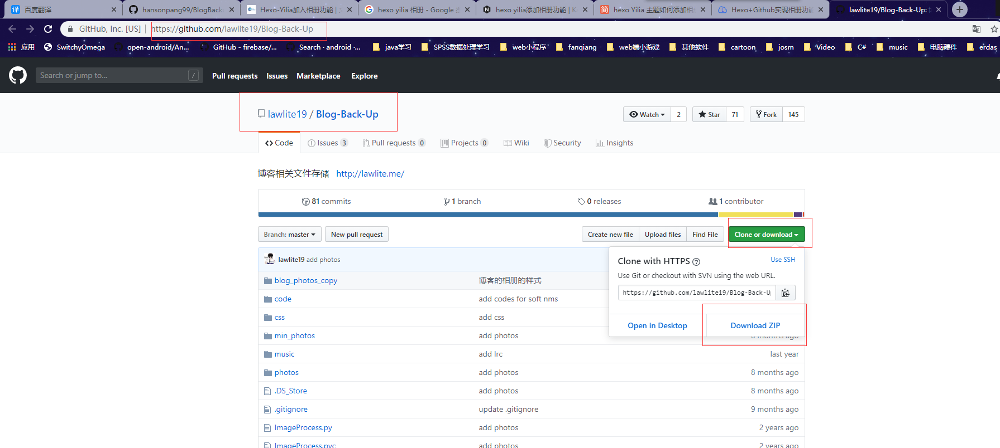 百度翻译
hansonpang99/BlogBacku
Hexo-Yilia加入相册功能 |
hexo yilia 相册 - Google
hexo yilia添加相册功能 |
简 hexo Yilia 主题如何添加相
Hexo+Github实现相册功
lawlite19/Blog-Back-Up:
GitHub, Inc. [US] https://github.com/lawlite19/Blog-Back-Up
应用 SwitchyOmega open-android/An... GitHub - firebase/... Search · android ·... java学习 SPSS数据处理学习 web小程序 fanqiang web端小游戏 其他软件 cartoon josm Video C# music 电脑硬件 erdas
Search or jump to... / Pull requests Issues Marketplace Explore
lawlite19 / Blog-Back-Up
Watch 2 Star 71 Fork 145
Code Issues 3 Pull requests 0 Projects 0 Wiki Security Insights
博客相关文件存储 http://lawlite.me/
81 commits 1 branch 0 releases 1 contributor
Branch: master New pull request Create new file Upload files Find File Clone or download
lawlite19 add photos
Clone with HTTPS Use SSH
Use Git or checkout with SVN using the web URL.
https://github.com/lawlite19/Blog-Back-Up
Open in Desktop Download ZIP
blog_photos_copy 博客的相册的样式
code add codes for soft nms
css add css
min_photos add photos months ago
music add lrc last year
photos add photos 8 months ago
.DS_Store add photos 8 months ago
.gitignore update .gitignore 9 months ago
ImageProcess.py add photos 2 years ago
ImageProcess.pyc add photos 2 years ago